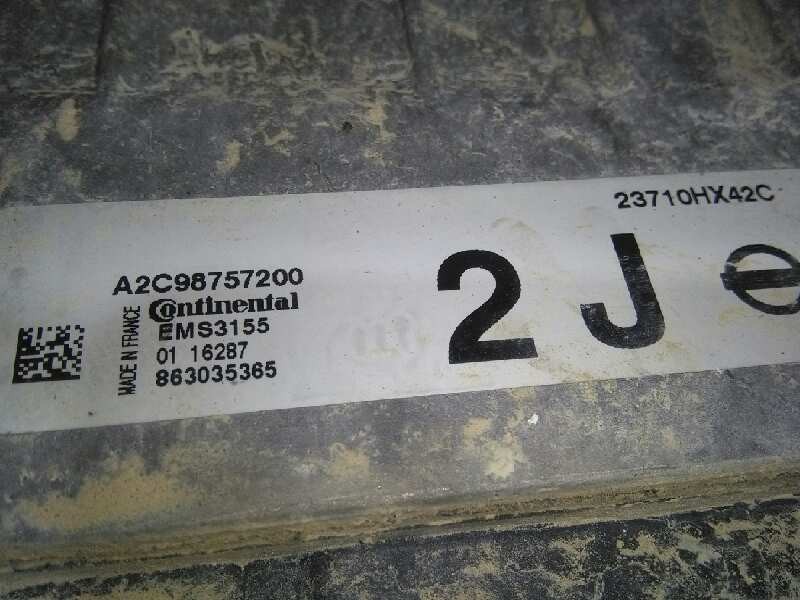 23710HX42C
A2C98757200
Continental
EMS3155
01 16287
863035365
MADE IN FRANCE
2J